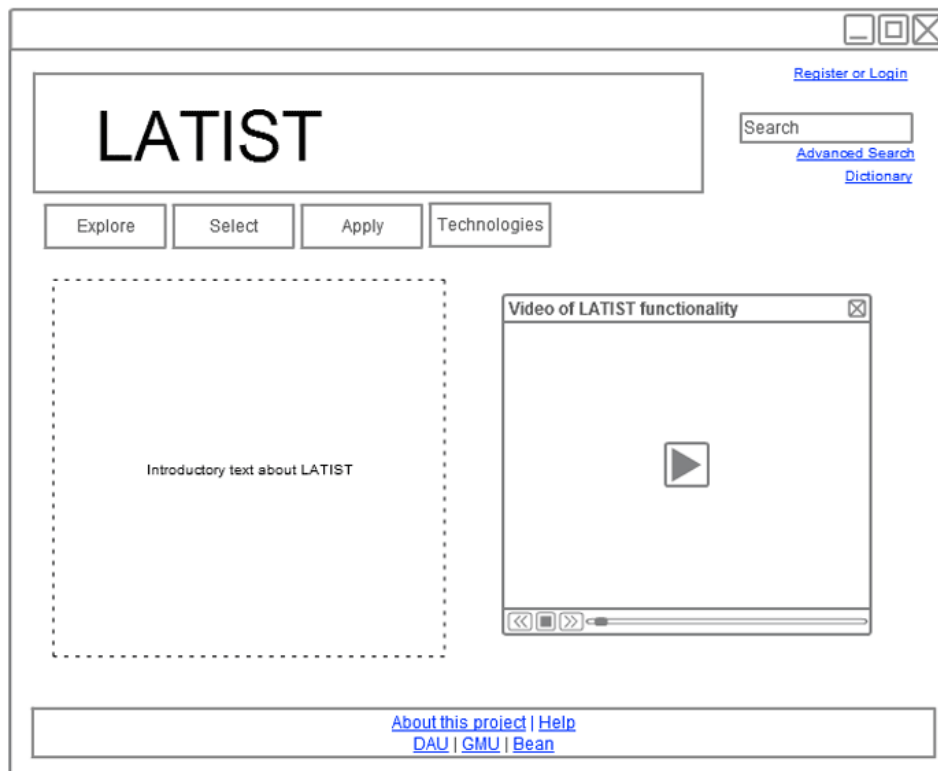 Register or Login
LATIST
Search
Advanced Search
Dictionary
Explore
Select
Apply
Technologies
Video of LATIST functionality
Introductory text about LATIST
About this project | Help
DAU | GMU | Bean